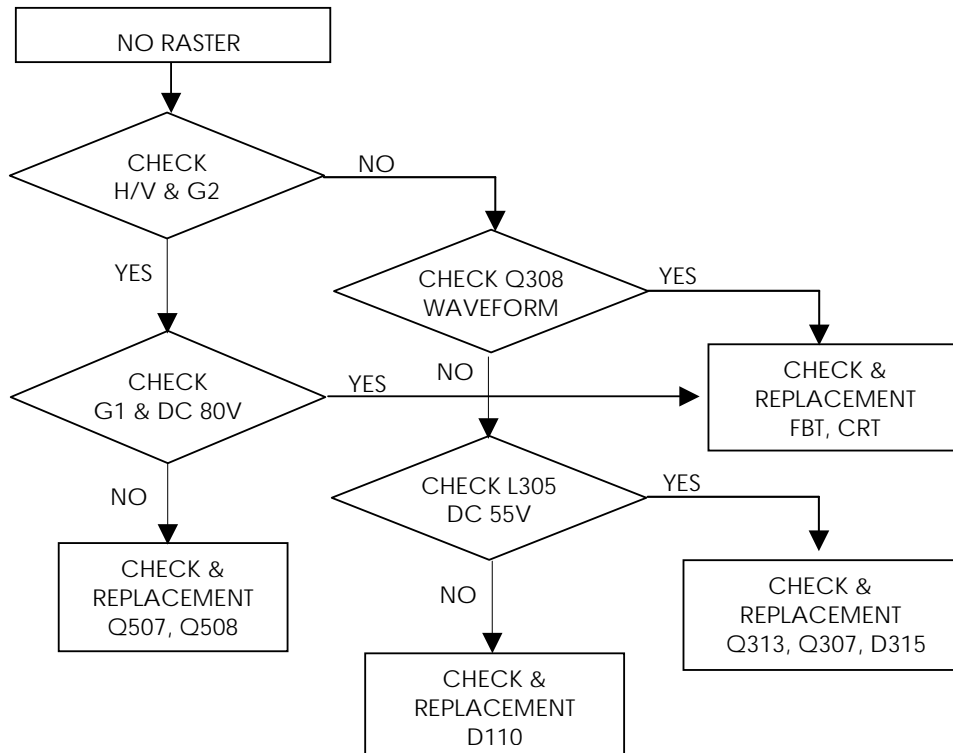 NO RASTER
CHECK
H/V & G2
NO
YES
CHECK Q308
WAVEFORM
YES
NO
CHECK
G1 & DC 80V
YES
CHECK &
REPLACEMENT
FBT, CRT
NO
CHECK L305
DC 55V
YES
NO
CHECK &
REPLACEMENT
Q507, Q508
CHECK &
REPLACEMENT
Q313, Q307, D315
CHECK &
REPLACEMENT
D110